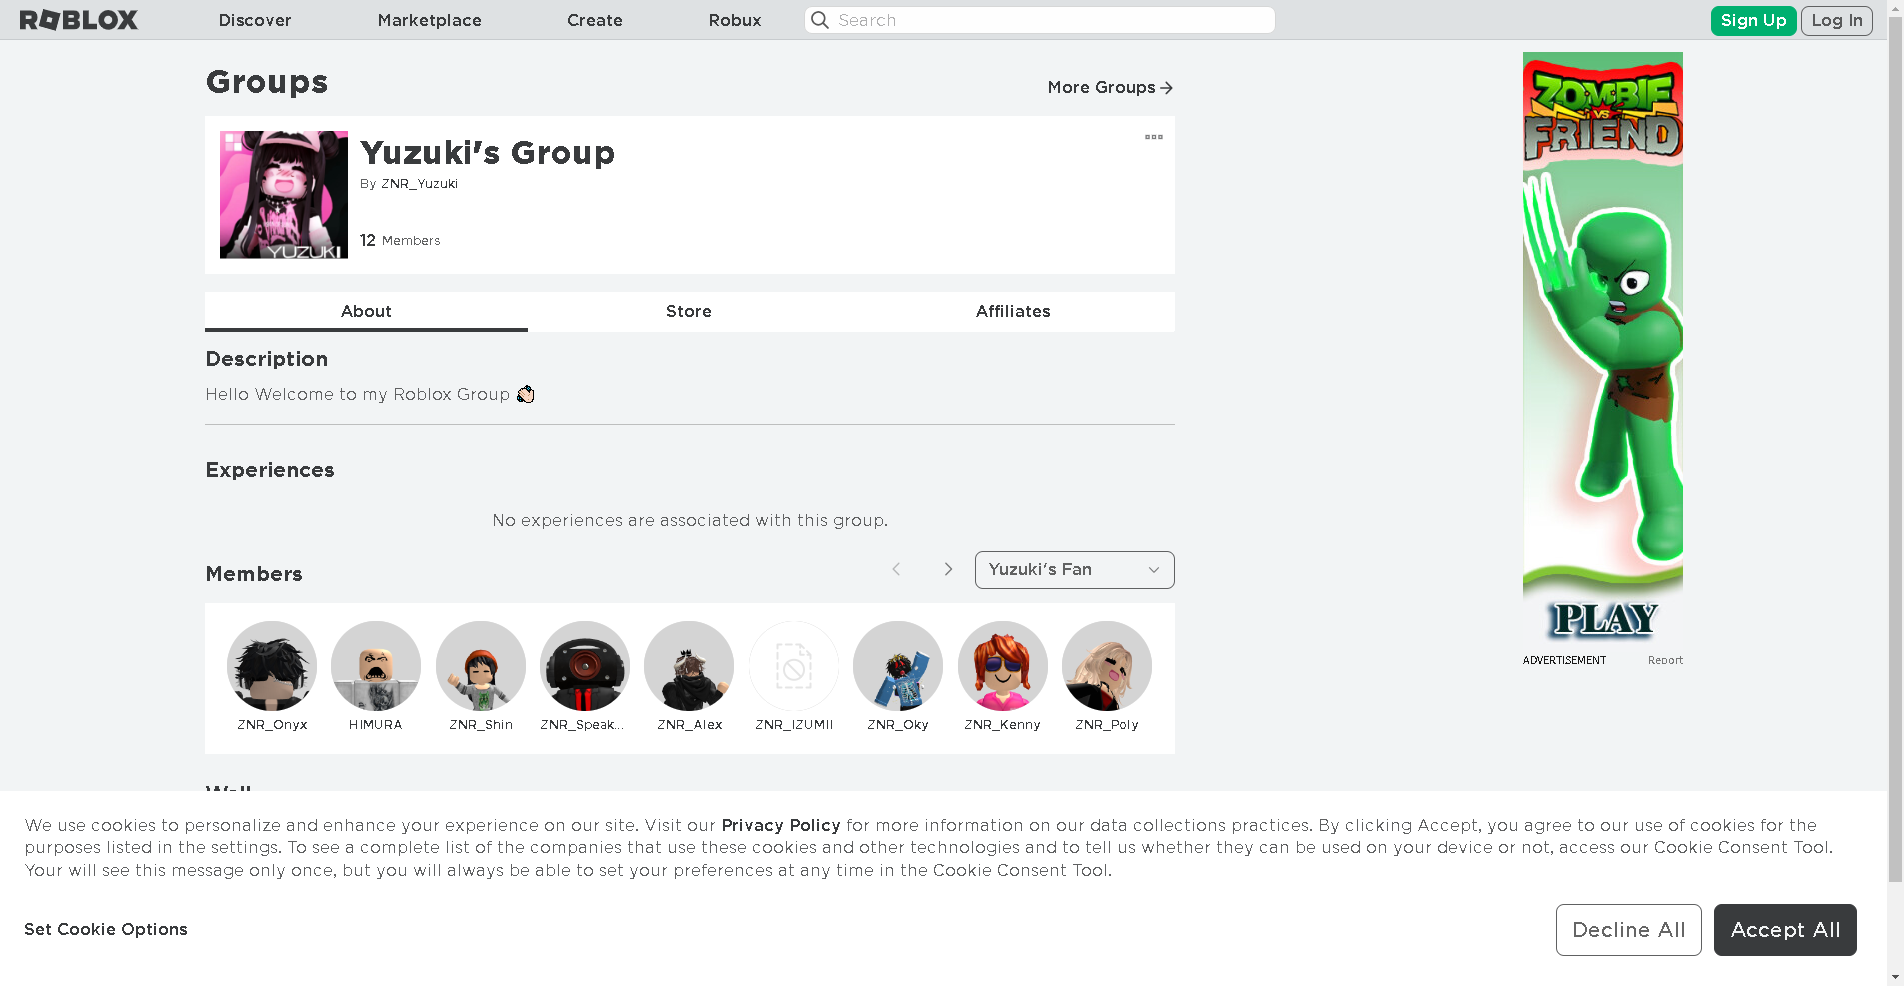 ROBLOX
Discover
Marketplace
Create
Robux
Search
Sign Up
Log In
Groups
More Groups
YUZUKI
Yuzuki's Group
By ZNR_Yuzuki
12 Members
About
Store
Affiliates
Description
Hello Welcome to my Roblox Group
Experiences
No experiences are associated with this group.
Members
Yuzuki's Fan
ZNR_Onyx
HIMURA
ZNR_Shin
ZNR_Speak...
ZNR_Alex
ZNR_IZUMII
ZNR_Oky
ZNR_Kenny
ZNR_Poly
Wall
ZOMBIE
VS
FRIEND
PLAY
ADVERTISEMENT
Report
We use cookies to personalize and enhance your experience on our site. Visit our Privacy Policy for more information on our data collections practices. By clicking Accept, you agree to our use of cookies for the
purposes listed in the settings. To see a complete list of the companies that use these cookies and other technologies and to tell us whether they can be used on your device or not, access our Cookie Consent Tool.
Your will see this message only once, but you will always be able to set your preferences at any time in the Cookie Consent Tool.
Set Cookie Options
Decline All
Accept All